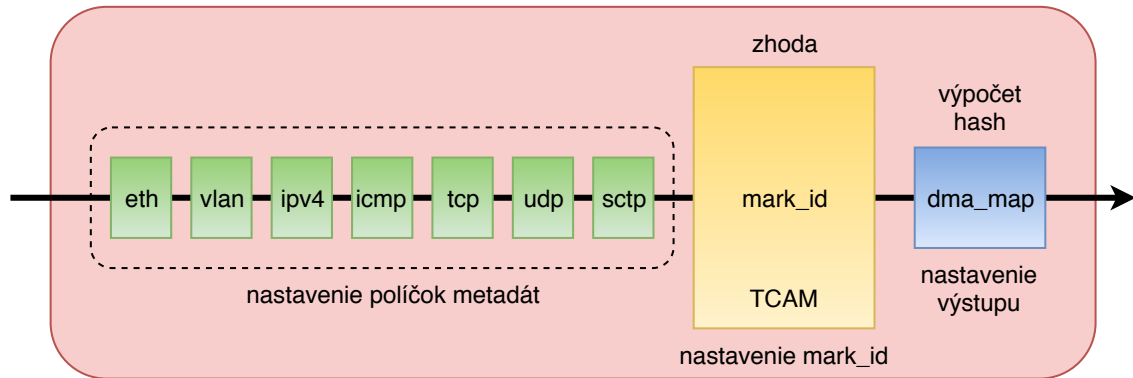 zhoda
výpočet
hash
eth vlan ipv4 icmp tcp udp sctp mark_id dma_map
nastavenie políčok metadát
TCAM
nastavenie
výstupu
nastavenie mark_id